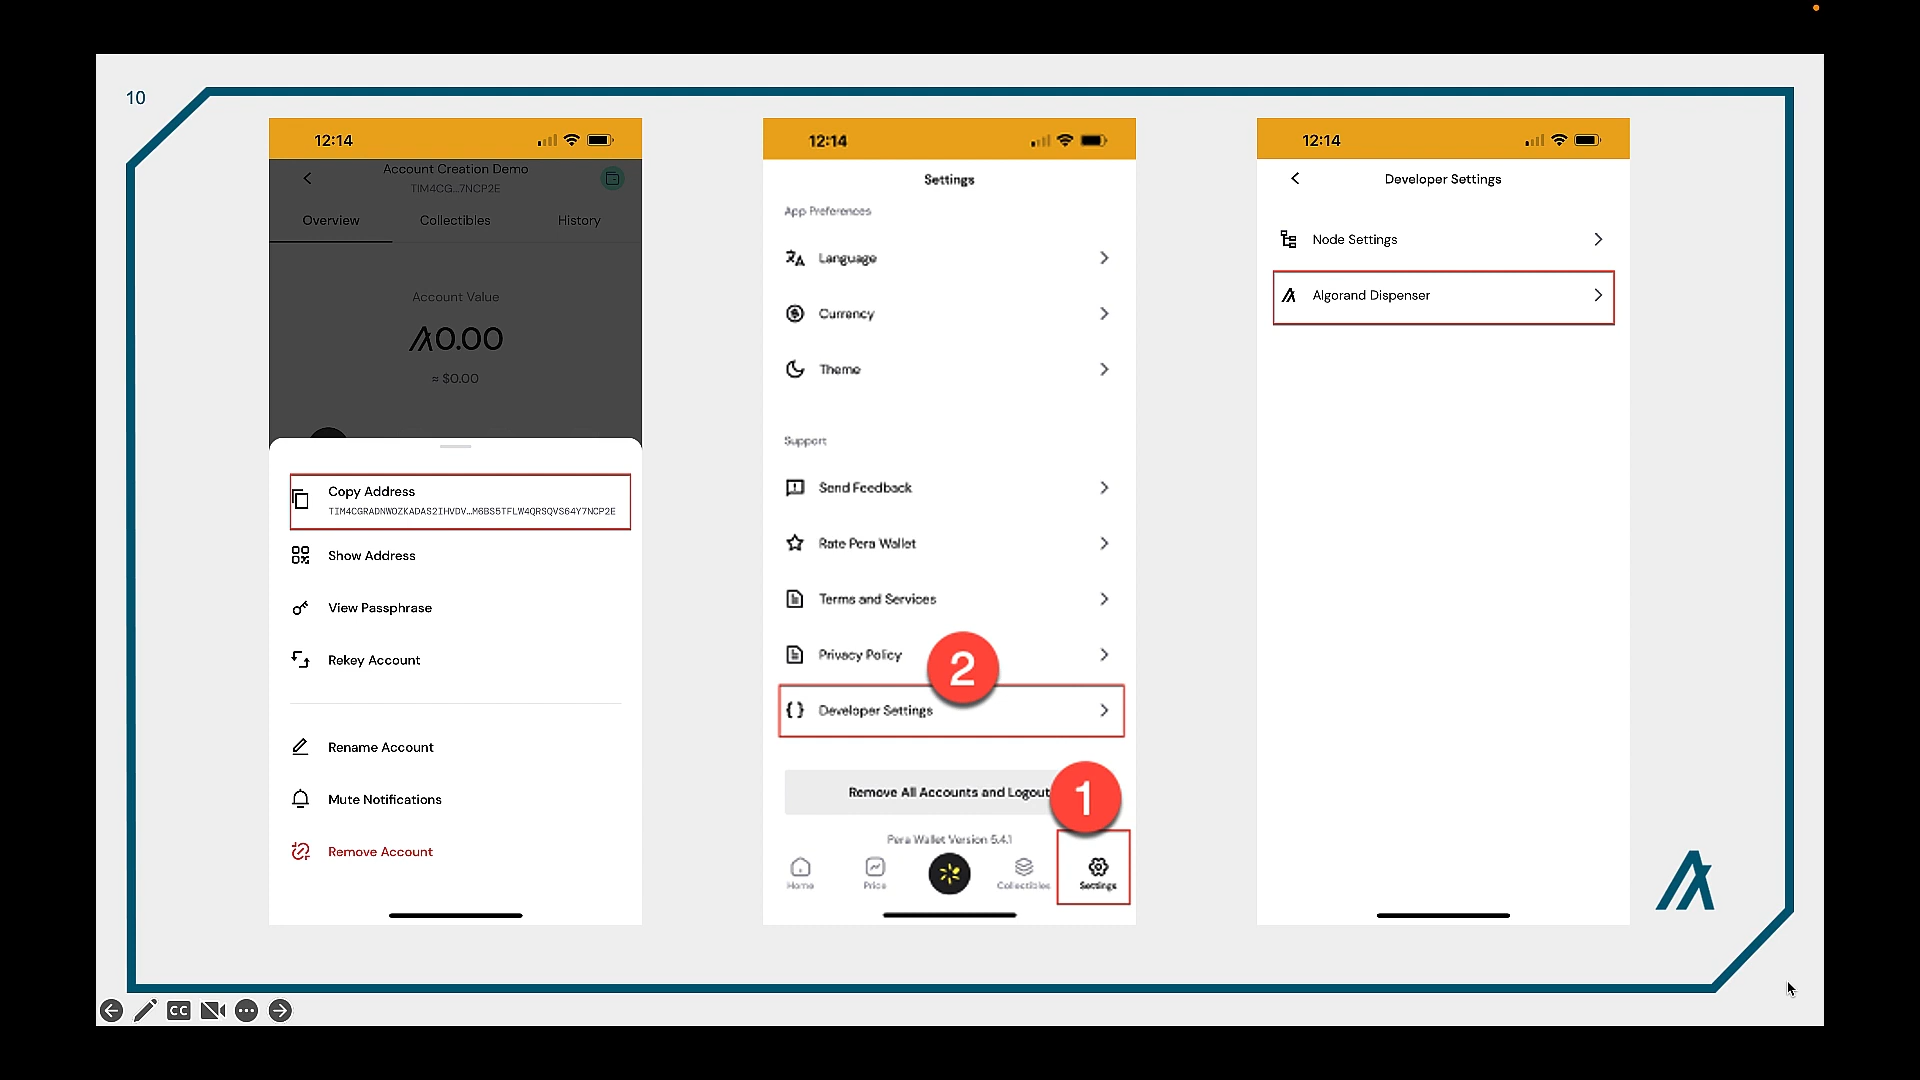 10
12:14
Account Creation Demo
TIM4CG...7NCP2E
Overview Collectibles History
Account Value
0.00
≈ $0.00
Copy Address
TIM4CGRADNWOZKADAS2IHVDV...M6BS5TFLW4QRSQVS64Y7NCP2E
Show Address
View Passphrase
Rekey Account
Rename Account
Mute Notifications
Remove Account
12:14
Settings
App Preferences
Language
Currency
Theme
Support
Send Feedback
Rate Pera Wallet
Terms and Services
Privacy Policy
2
Developer Settings
Remove All Accounts and Logout
1
Pera Wallet Version 5.4.1
Home Price Collectibles Settings
12:14
Developer Settings
Node Settings
Algorand Dispenser
CC